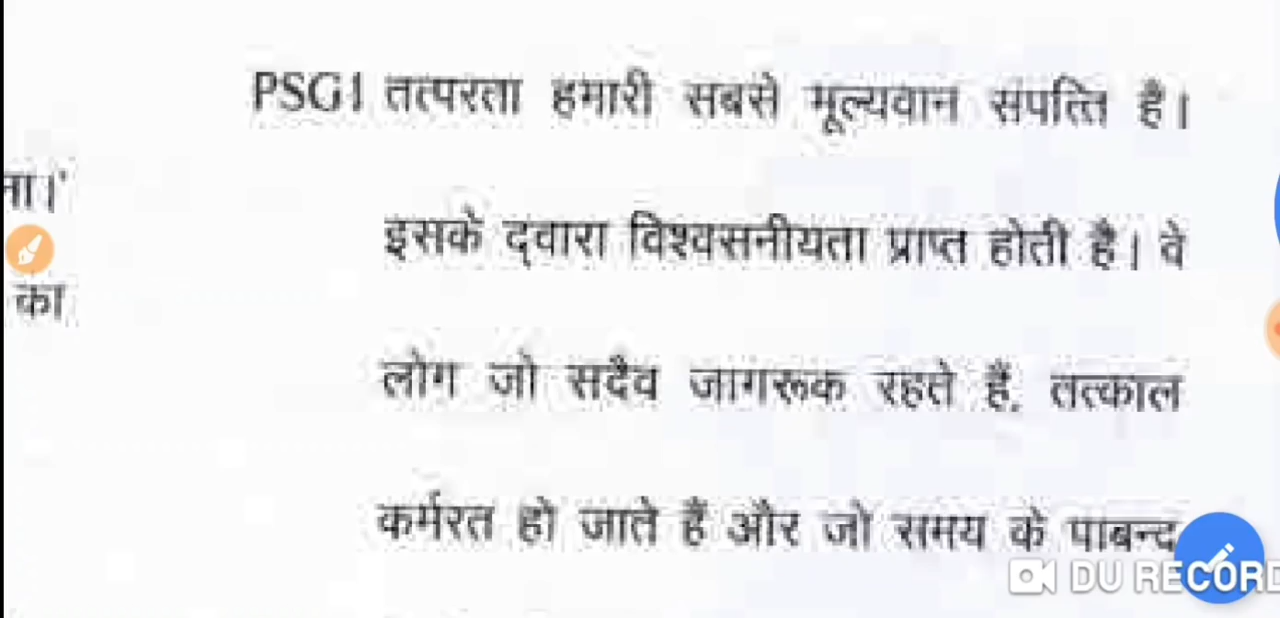 PSG1 तत्परता हमारी सबसे मूल्यवान संपत्ति है।
ना।'
इसके द्वारा विश्वसनीयता प्राप्त होती है। वे
का
लोग जो सदैव जागरूक रहते हैं, तत्काल
कर्मरत हो जाते हैं और जो समय के पाबन्द
DU RECORD